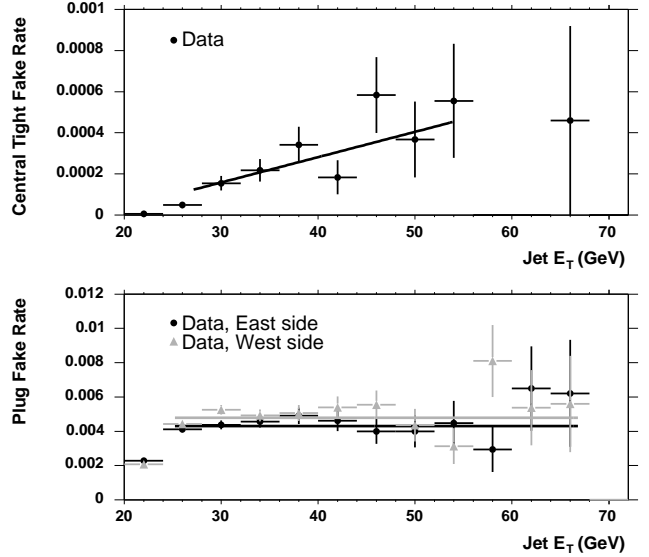 Central Tight Fake Rate
0.001
0.0008
0.0006
0.0004
0.0002
0
Data
20 30 40 50 60 70
Jet E_T (GeV)
Plug Fake Rate
0.012
0.01
0.008
0.006
0.004
0.002
0
Data, East side
Data, West side
20 30 40 50 60 70
Jet E_T (GeV)